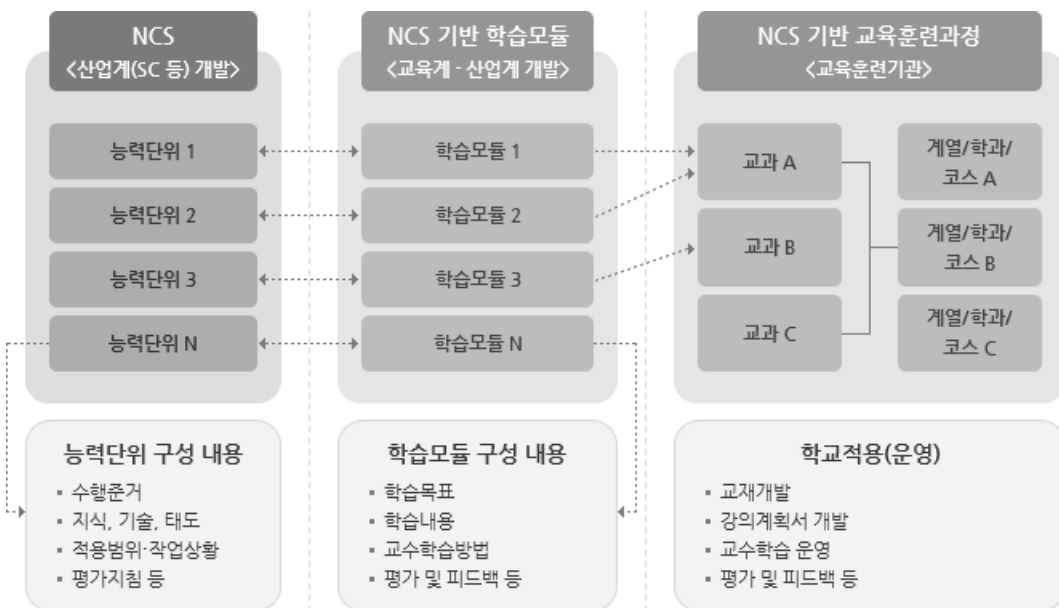 NCS
<산업계(SC 등) 개발>
능력단위 1
능력단위 2
능력단위 3
능력단위 N
능력단위 구성 내용
▪ 수행준거
▪ 지식, 기술, 태도
▪ 적용범위·작업상황
▪ 평가지침 등
NCS 기반 학습모듈
<교육계 - 산업계 개발>
학습모듈 1
학습모듈 2
학습모듈 3
학습모듈 N
학습모듈 구성 내용
▪ 학습목표
▪ 학습내용
▪ 교수학습방법
▪ 평가 및 피드백 등
NCS 기반 교육훈련과정
<교육훈련기관>
교과 A
교과 B
교과 C
계열/학과/
코스 A
계열/학과/
코스 B
계열/학과/
코스 C
학교적용(운영)
▪ 교재개발
▪ 강의계획서 개발
▪ 교수학습 운영
▪ 평가 및 피드백 등